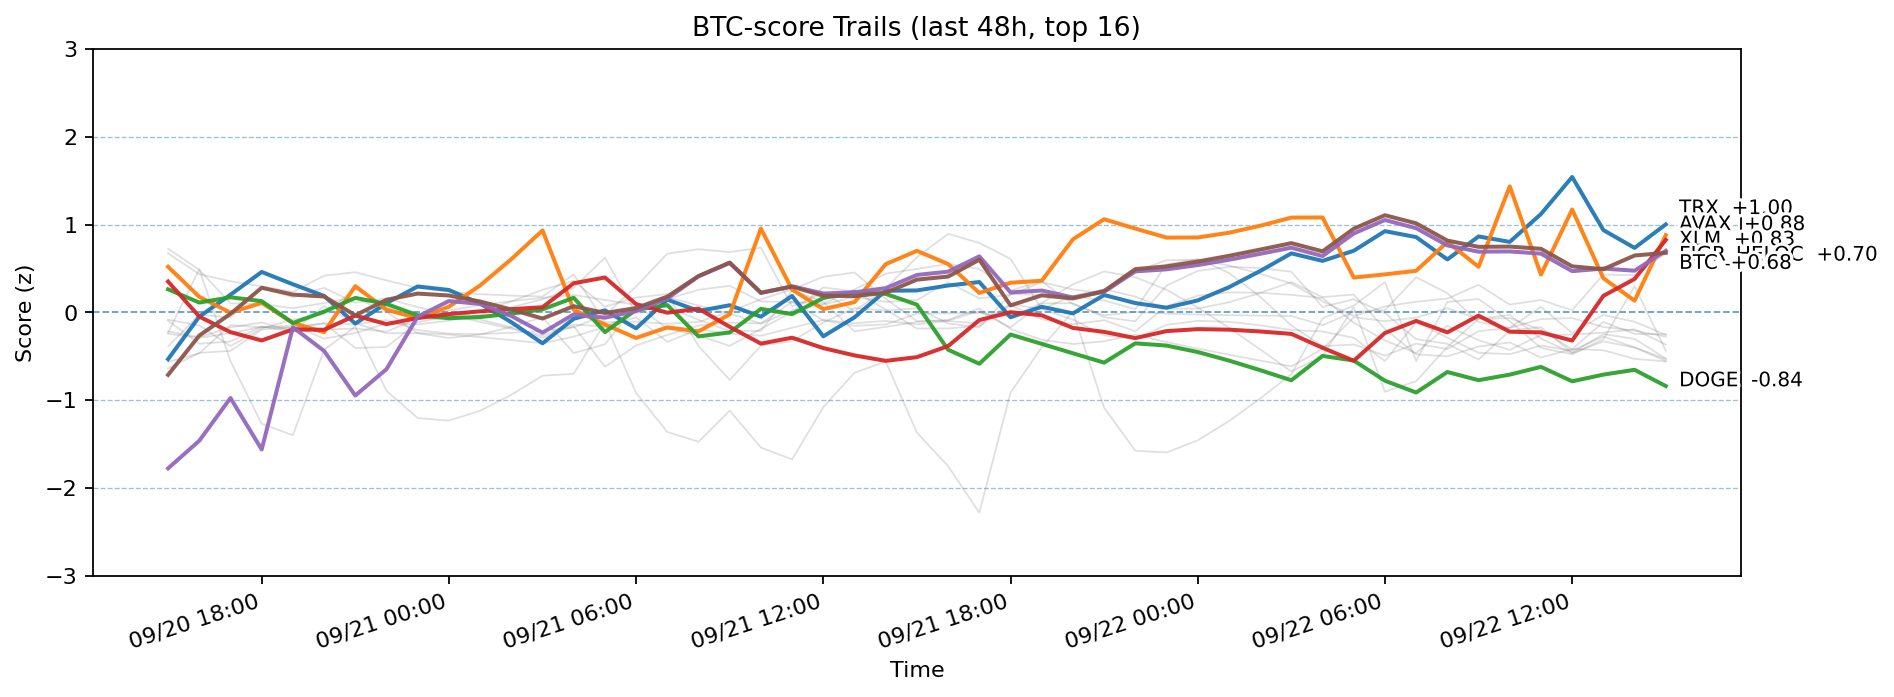 BTC-score Trails (last 48h, top 16)
3
2
1
0
−1
−2
−3
Score (z)
TRX +1.00
AVAX +0.88
XLM +0.83
+0.70
BTC +0.68
DOGE -0.84
09/20 18:00
09/21 00:00
09/21 06:00
09/21 12:00
09/21 18:00
09/22 00:00
09/22 06:00
09/22 12:00
Time